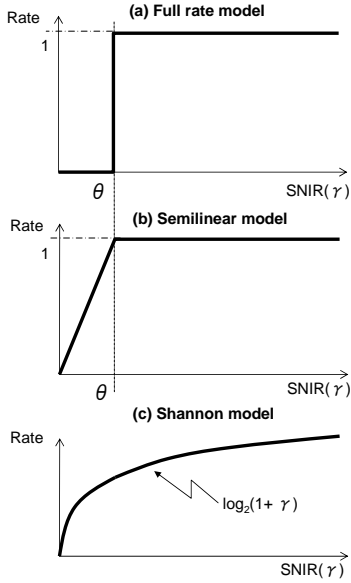 (a) Full rate model
Rate
1
θ
SNIR(γ)
(b) Semilinear model
Rate
1
θ
SNIR(γ)
(c) Shannon model
Rate
log₂(1+ γ)
SNIR(γ)